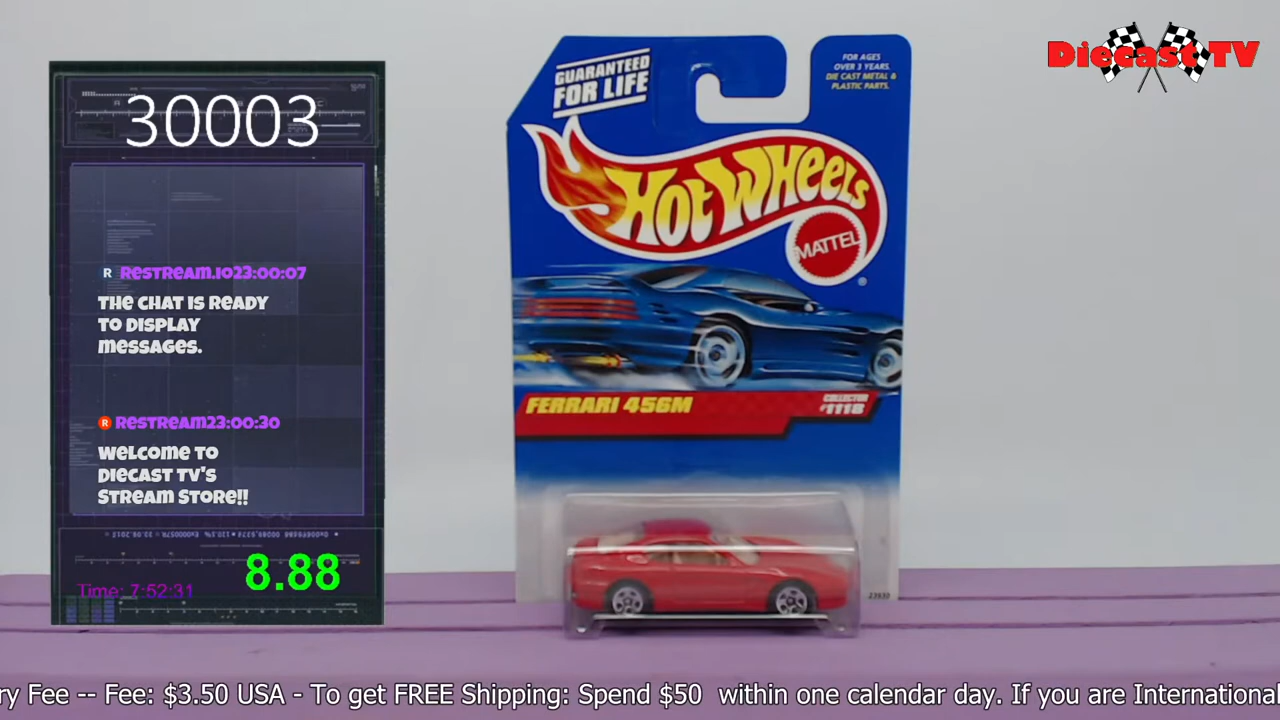 30003
R Restream.io23:00:07
THE CHAT IS READY
TO DISPLAY
MESSAGES.
R Restream23:00:30
WELCOME TO
DIECAST TV'S
STREAM STORE!!
Time: 7:52:31
8.88
GUARANTEED
FOR LIFE
FOR AGES
OVER 3 YEARS.
DIE CAST METAL &
PLASTIC PARTS.
HOT WHEELS
MATTEL
®
FERRARI 456M
COLLECTOR
#1118
23930
Diecast TV
ry Fee -- Fee: $3.50 USA - To get FREE Shipping: Spend $50 within one calendar day. If you are International